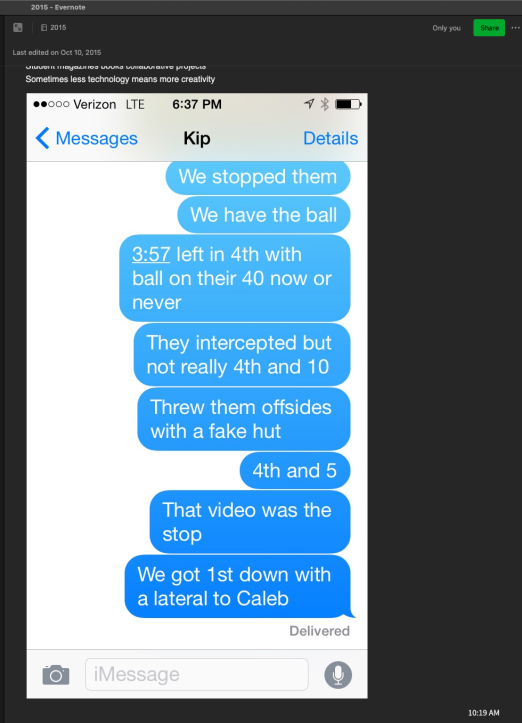 2015 - Evernote
2015
Only you
Share
Last edited on Oct 10, 2015
Student magazines books collaborative projects
Sometimes less technology means more creativity
Verizon LTE
6:37 PM
Messages
Kip
Details
We stopped them
We have the ball
3:57 left in 4th with
ball on their 40 now or
never
They intercepted but
not really 4th and 10
Threw them offsides
with a fake hut
4th and 5
That video was the
stop
We got 1st down with
a lateral to Caleb
Delivered
iMessage
10:19 AM